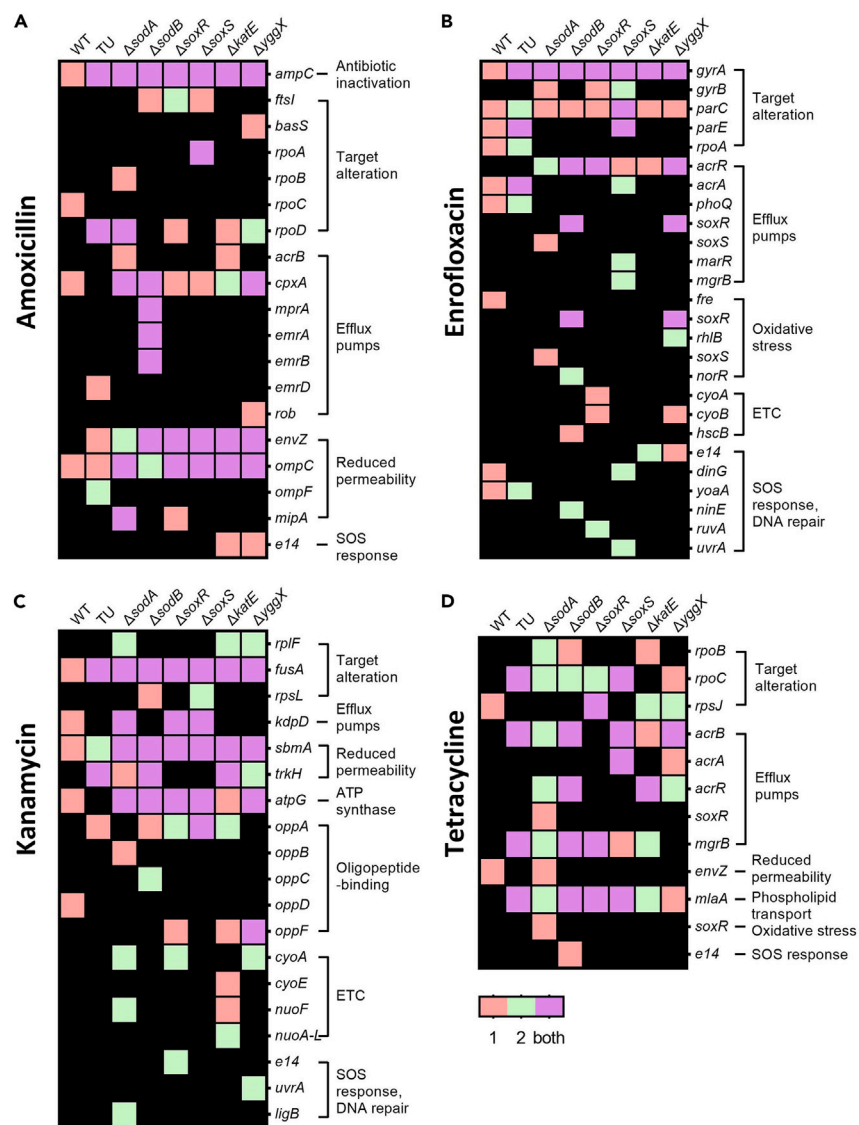 A
WT TU ΔsodA ΔsodB ΔsoxR ΔsoxS ΔkatE ΔyggX
Amoxicillin
ampC
ftsI
basS
rpoA
rpoB
rpoC
rpoD
acrB
cpxA
mprA
emrA
emrB
emrD
rob
envZ
ompC
ompF
mipA
e14
Antibiotic
inactivation
Target
alteration
Efflux
pumps
Reduced
permeability
SOS
response
B
WT TU ΔsodA ΔsodB ΔsoxR ΔsoxS ΔkatE ΔyggX
Enrofloxacin
gyrA
gyrB
parC
parE
rpoA
acrR
acrA
phoQ
soxR
soxS
marR
mgrB
fre
soxR
rhlB
soxS
norR
cyoA
cyoB
hscB
e14
dinG
yoaA
ninE
ruvA
uvrA
Target
alteration
Efflux
pumps
Oxidative
stress
ETC
SOS
response,
DNA repair
C
WT TU ΔsodA ΔsodB ΔsoxR ΔsoxS ΔkatE ΔyggX
Kanamycin
rplF
fusA
rpsL
kdpD
sbmA
trkH
atpG
oppA
oppB
oppC
oppD
oppF
cyoA
cyoE
nuoF
nuoA-L
e14
uvrA
ligB
Target
alteration
Efflux
pumps
Reduced
permeability
ATP
synthase
Oligopeptide
-binding
ETC
SOS
response,
DNA repair
D
WT TU ΔsodA ΔsodB ΔsoxR ΔsoxS ΔkatE ΔyggX
Tetracycline
rpoB
rpoC
rpsJ
acrB
acrA
acrR
soxR
mgrB
envZ
mlaA
soxR
e14
Target
alteration
Efflux
pumps
Reduced
permeability
Phospholipid
transport
Oxidative stress
SOS response
1 2 both